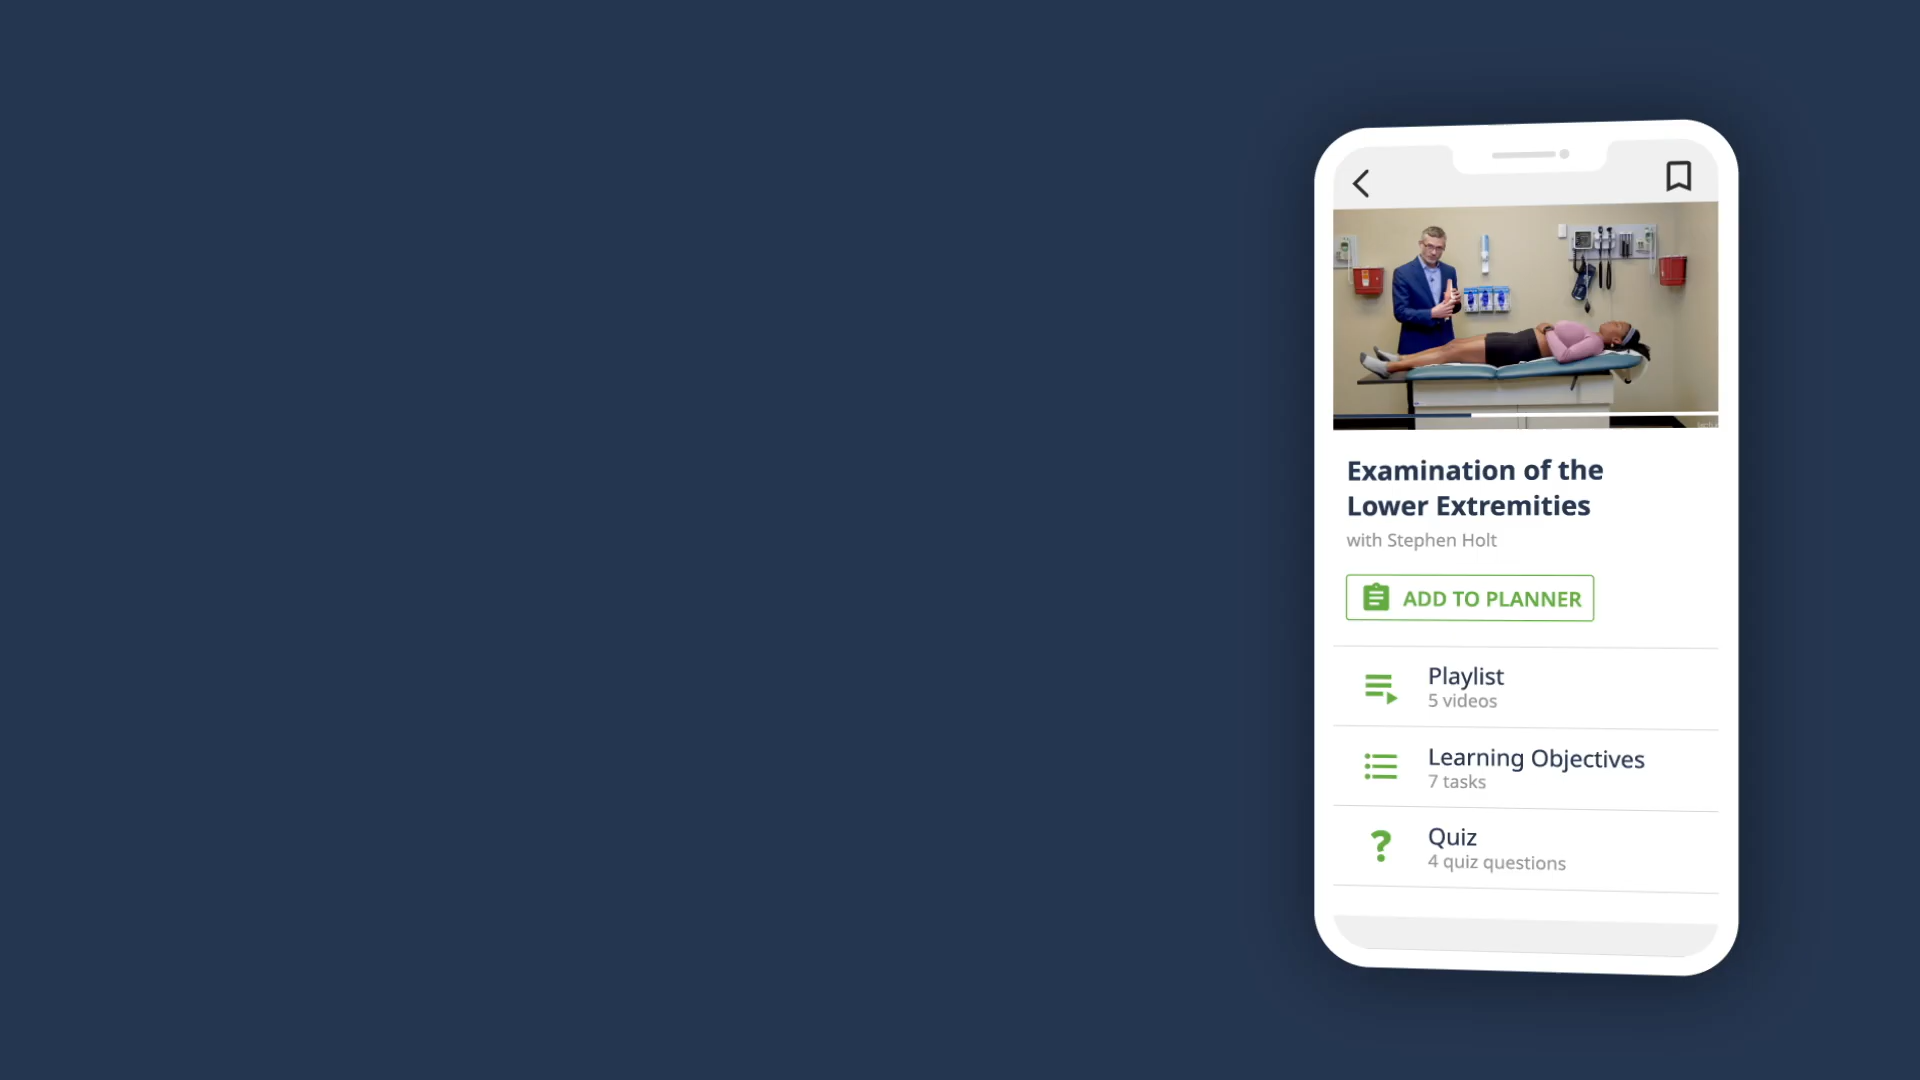 Examination of the
Lower Extremities
with Stephen Holt
ADD TO PLANNER
Playlist
5 videos
Learning Objectives
7 tasks
Quiz
4 quiz questions